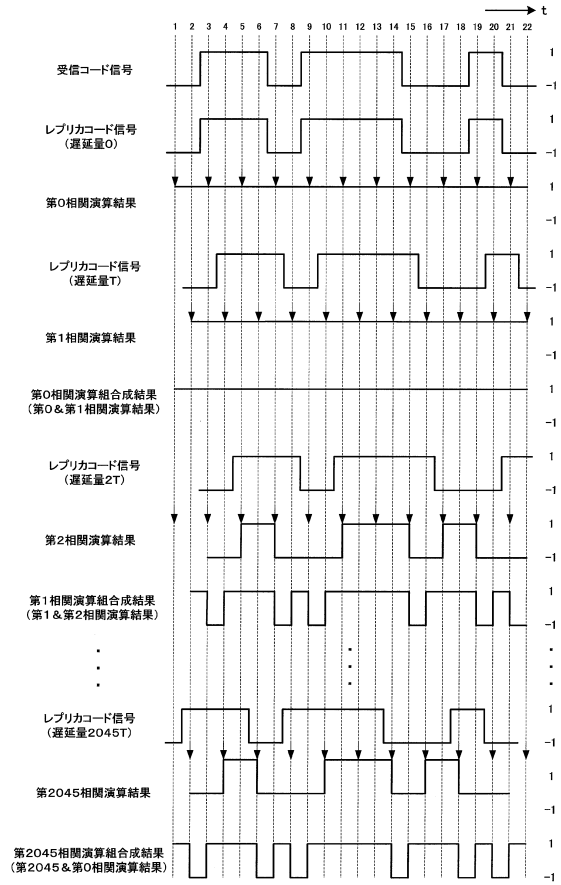 t
1 2 3 4 5 6 7 8 9 10 11 12 13 14 15 16 17 18 19 20 21 22
受信コード信号
1
-1
レプリカコード信号
(遅延量0)
1
-1
第0相関演算結果
1
-1
レプリカコード信号
(遅延量T)
1
-1
第1相関演算結果
1
-1
第0相関演算組合成結果
(第0&第1相関演算結果)
1
-1
レプリカコード信号
(遅延量2T)
1
-1
第2相関演算結果
1
-1
第1相関演算組合成結果
(第1&第2相関演算結果)
1
-1
レプリカコード信号
(遅延量2045T)
1
-1
第2045相関演算結果
1
-1
第2045相関演算組合成結果
(第2045&第0相関演算結果)
1
-1